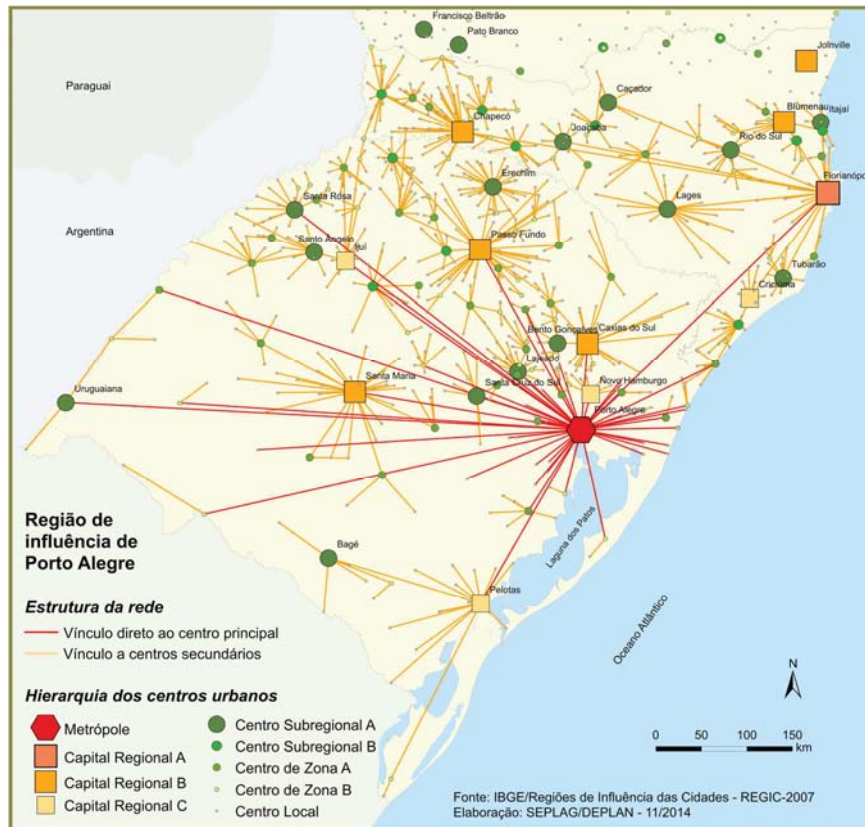 Francisco Beltrão
Pato Branco
Joinville
Paraguai
Caçador
Chapecó
Blumenau
Itajaí
Joaçaba
Rio do Sul
Erechim
Florianópo
Santa Rosa
Lages
Argentina
Santo Angelo
Ijuí
Passo Fundo
Tubarão
Criciúma
Bento Gonçalves
Caxias do Sul
Lajeado
Santa Maria
Santa Cruz do Sul
Novo Hamburgo
Uruguaiana
Porto Alegre
Região de
influência de
Porto Alegre
Bagé
Laguna dos Patos
Pelotas
Oceano Atlântico
Estrutura da rede
Vínculo direto ao centro principal
Vínculo a centros secundários
Hierarquia dos centros urbanos
Metrópole
Capital Regional A
Capital Regional B
Capital Regional C
Centro Subregional A
Centro Subregional B
Centro de Zona A
Centro de Zona B
Centro Local
N
0 50 100 150
km
Fonte: IBGE/Regiões de Influência das Cidades - REGIC-2007
Elaboração: SEPLAG/DEPLAN - 11/2014